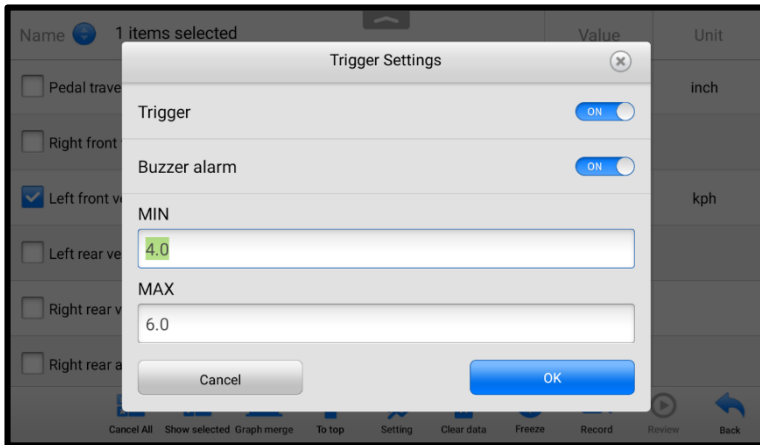 Name 1 items selected Value Unit
Trigger Settings
Pedal trave inch
Trigger ON
Right front
Buzzer alarm ON
Left front ve kph
MIN
4.0
Left rear ve
MAX
Right rear v
6.0
Right rear a
Cancel OK
Cancel All Show selected Graph merge To top Setting Clear data Freeze Record Review Back